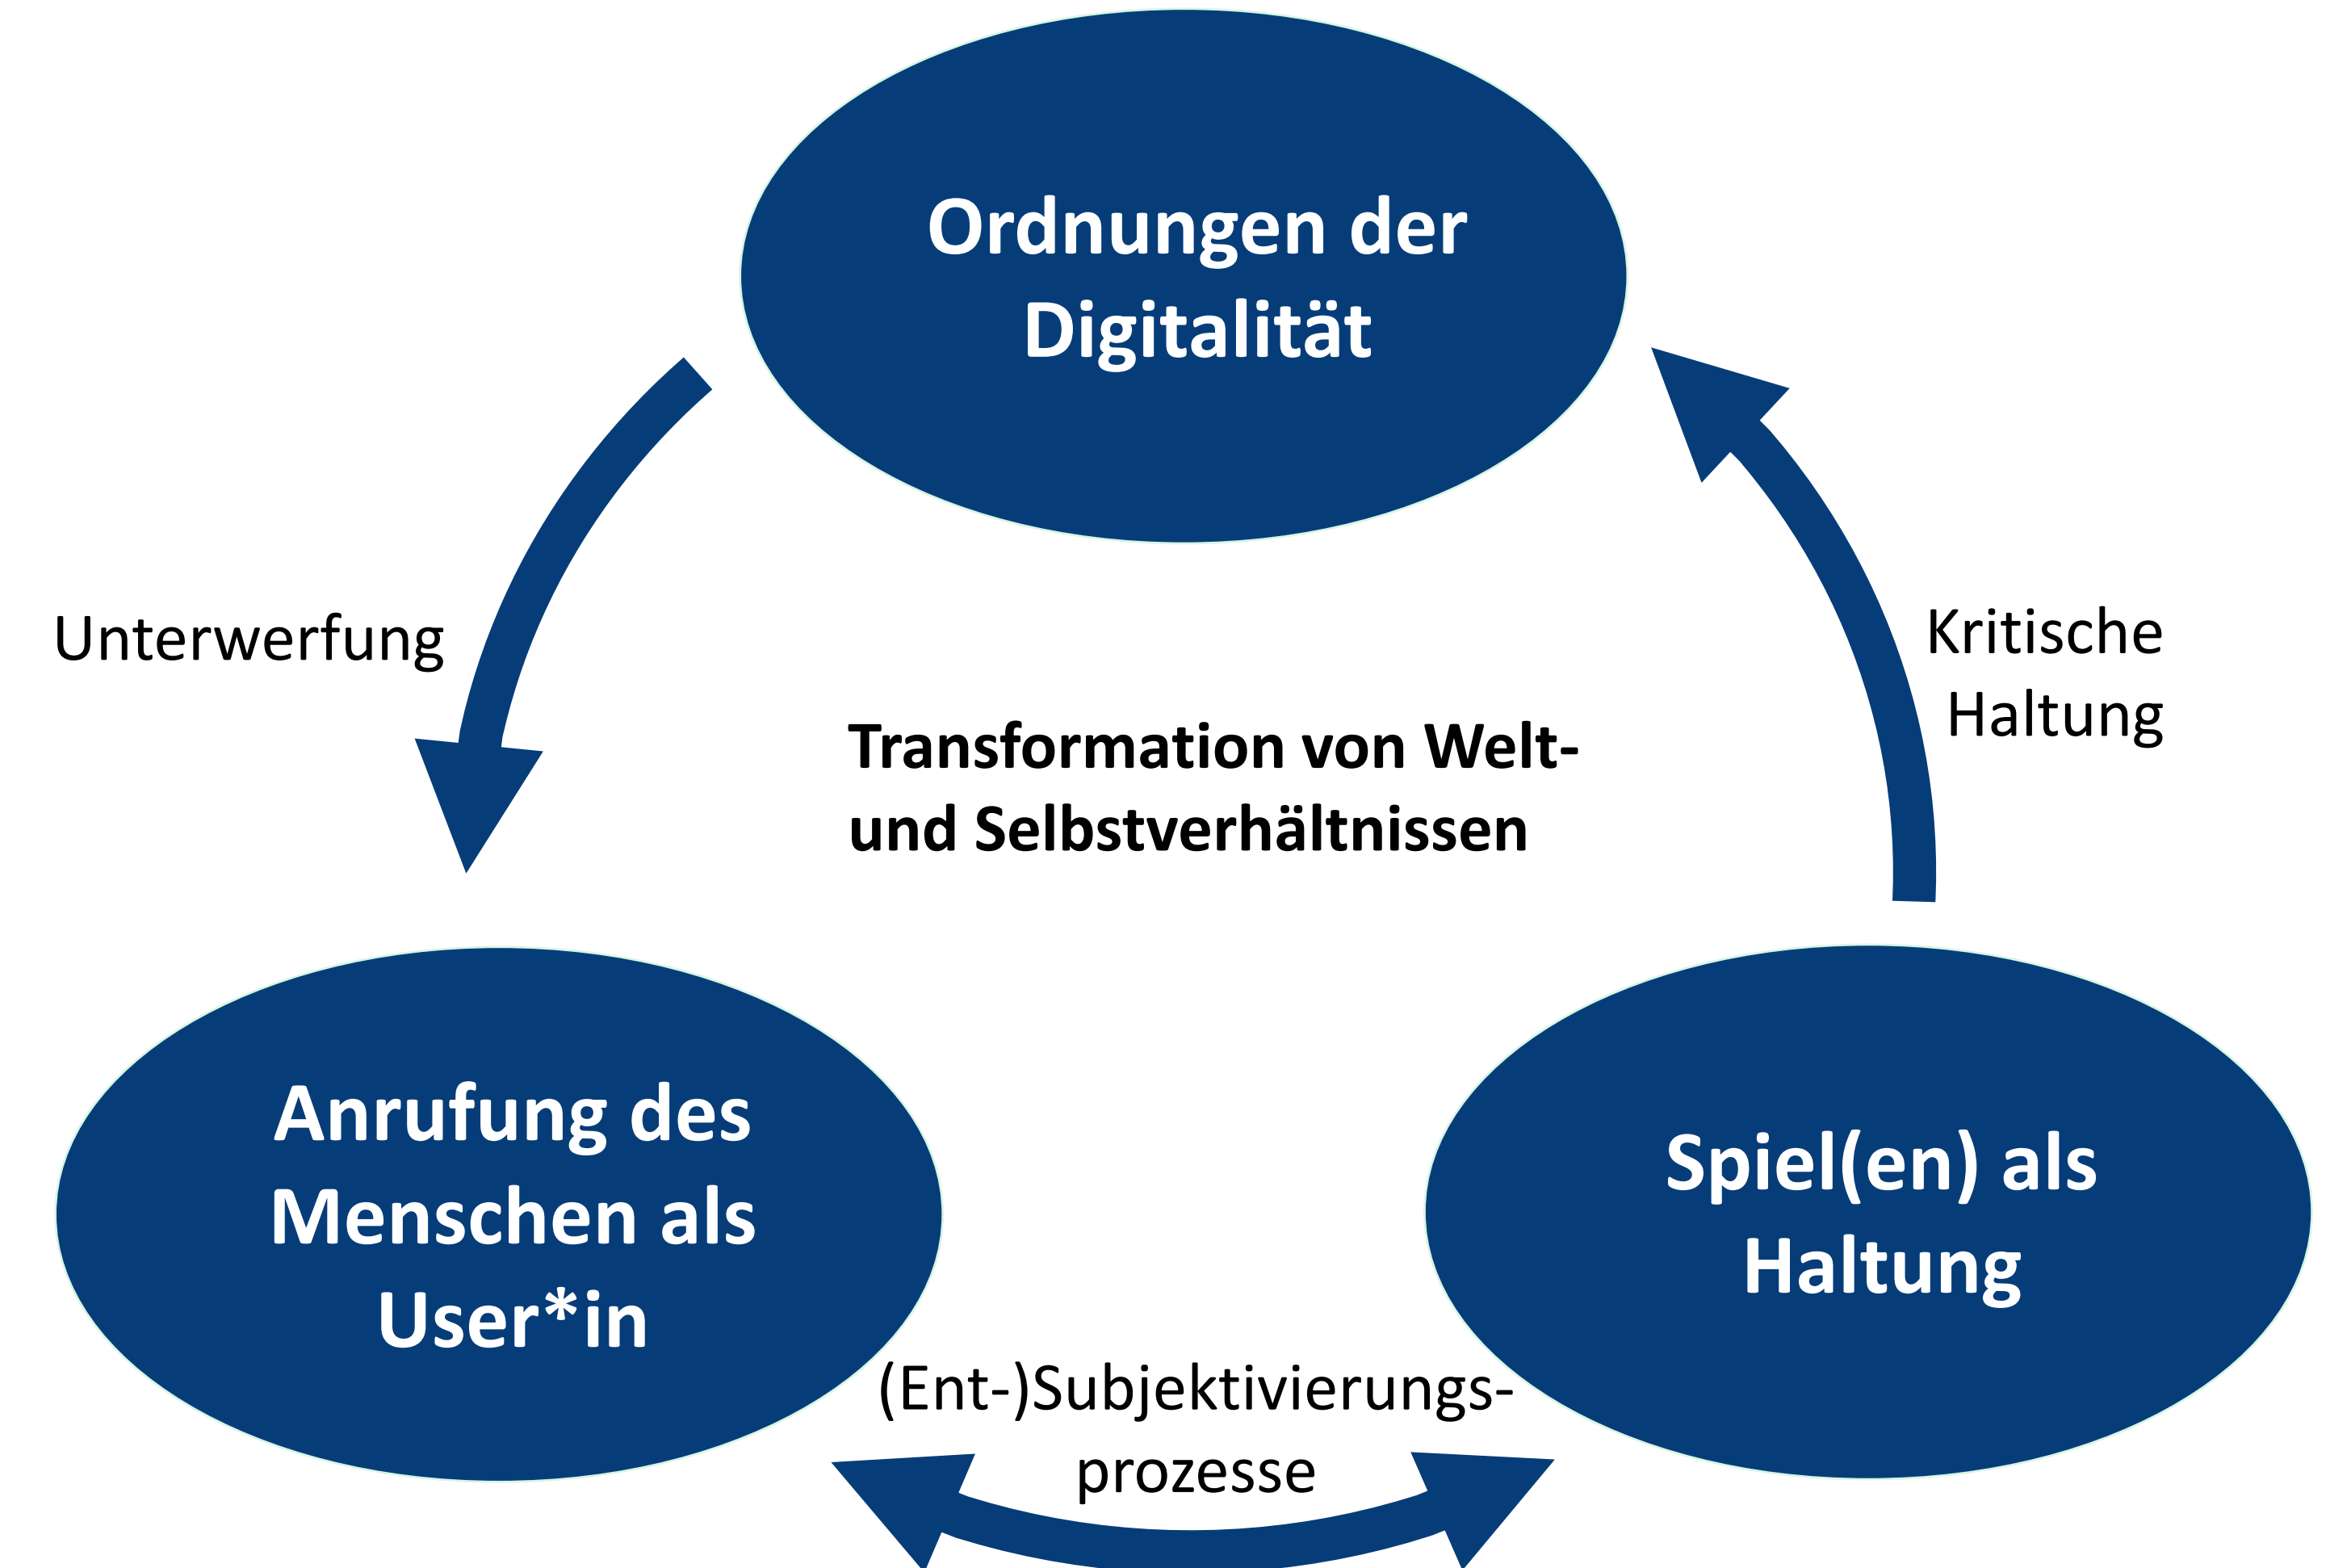 Ordnungen der
Digitalität
Unterwerfung
Kritische
Haltung
Transformation von Welt-
und Selbstverhältnissen
Anrufung des
Menschen als
User*in
Spiel(en) als
Haltung
(Ent-)Subjektivierungs-
prozesse